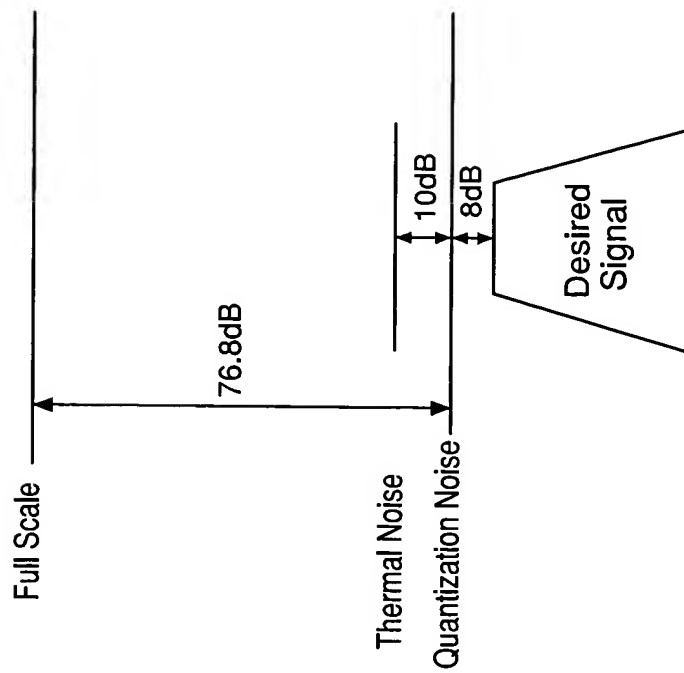 Full Scale
76.8dB
Thermal Noise
10dB
Quantization Noise
8dB
Desired
Signal